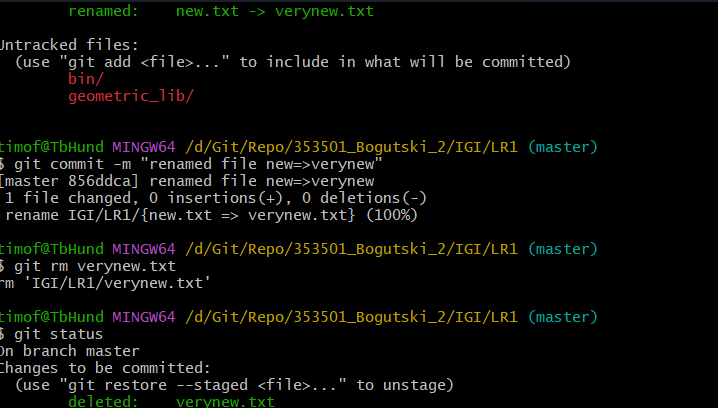 renamed:    new.txt -> verynew.txt
Untracked files:
(use "git add <file>..." to include in what will be committed)
bin/
geometric_lib/
timof@TbHund MINGW64 /d/Git/Repo/353501_Bogutski_2/IGI/LR1 (master)
$ git commit -m "renamed file new=>verynew"
[master 856ddca] renamed file new=>verynew
1 file changed, 0 insertions(+), 0 deletions(-)
rename IGI/LR1/{new.txt => verynew.txt} (100%)
timof@TbHund MINGW64 /d/Git/Repo/353501_Bogutski_2/IGI/LR1 (master)
$ git rm verynew.txt
rm 'IGI/LR1/verynew.txt'
timof@TbHund MINGW64 /d/Git/Repo/353501_Bogutski_2/IGI/LR1 (master)
$ git status
On branch master
Changes to be committed:
(use "git restore --staged <file>..." to unstage)
deleted:    verynew.txt